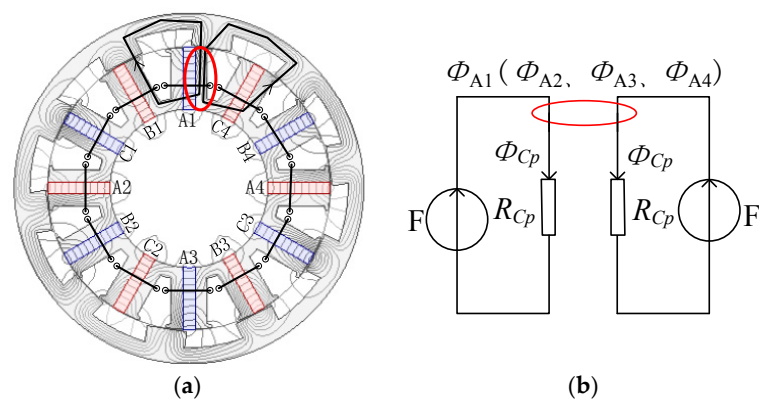 B1
A1
C4
C1
B4
A2
A4
B2
C3
C2
A3
B3
(a)
Φ_A1 ( Φ_A2、 Φ_A3、 Φ_A4)
Φ_Cp
Φ_Cp
F
R_Cp
R_Cp
F
(b)